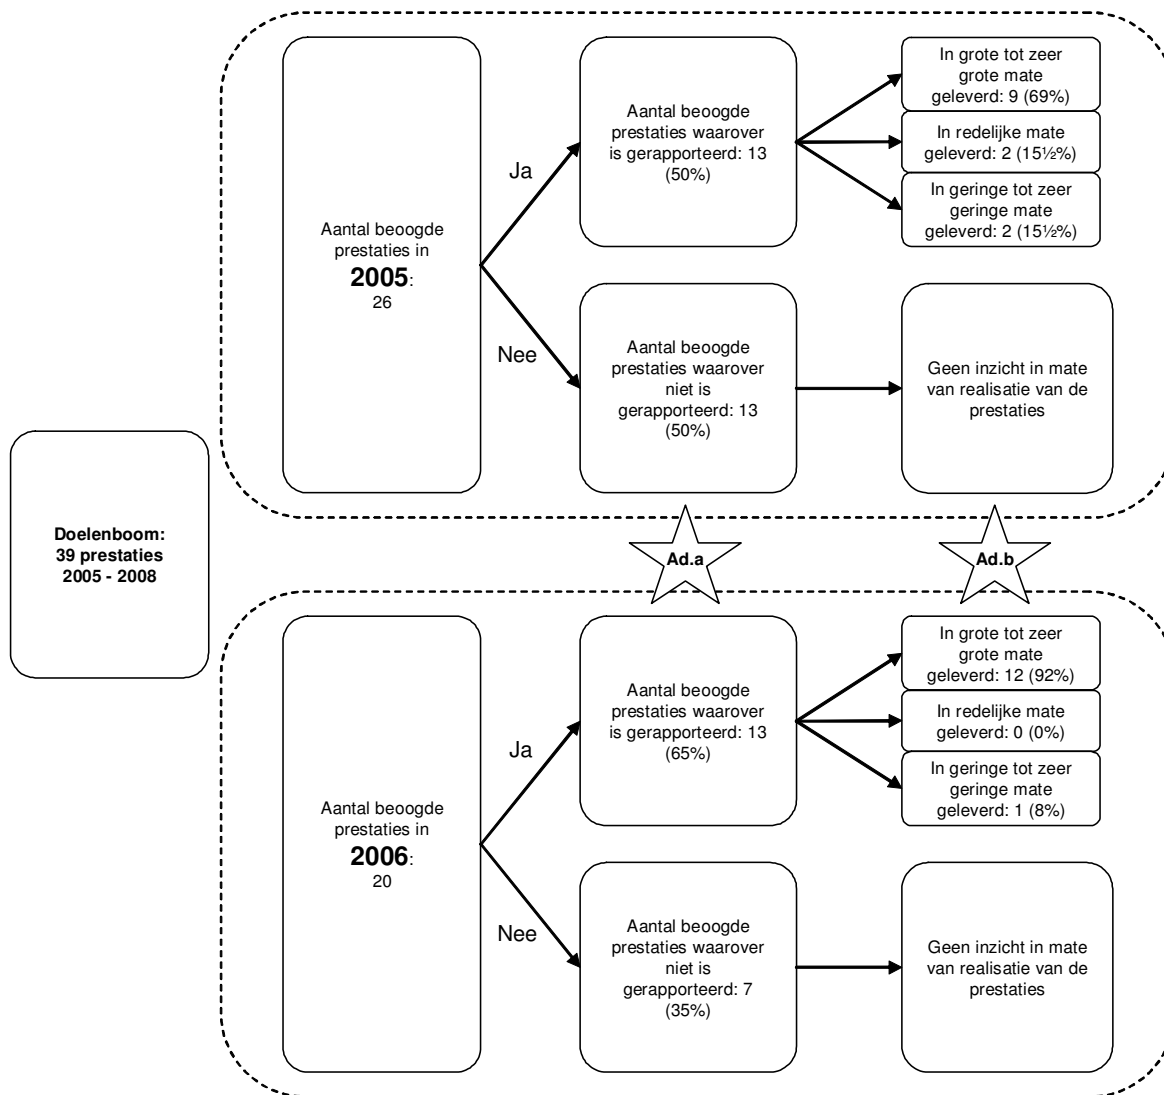 Doelenboom:
39 prestaties
2005 - 2008
Aantal beoogde
prestaties in
2005:
26
Ja
Nee
Aantal beoogde
prestaties waarover
is gerapporteerd: 13
(50%)
In grote tot zeer
grote mate
geleverd: 9 (69%)
In redelijke mate
geleverd: 2 (15½%)
In geringe tot zeer
geringe mate
geleverd: 2 (15½%)
Aantal beoogde
prestaties waarover
niet is
gerapporteerd: 13
(50%)
Geen inzicht in mate
van realisatie van de
prestaties
Ad.a
Ad.b
Aantal beoogde
prestaties in
2006:
20
Ja
Nee
Aantal beoogde
prestaties waarover
is gerapporteerd: 13
(65%)
In grote tot zeer
grote mate
geleverd: 12 (92%)
In redelijke mate
geleverd: 0 (0%)
In geringe tot zeer
geringe mate
geleverd: 1 (8%)
Aantal beoogde
prestaties waarover
niet is
gerapporteerd: 7
(35%)
Geen inzicht in mate
van realisatie van de
prestaties